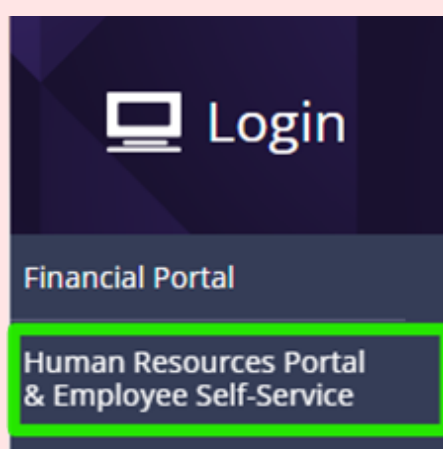 Login
Financial Portal
Human Resources Portal
& Employee Self-Service